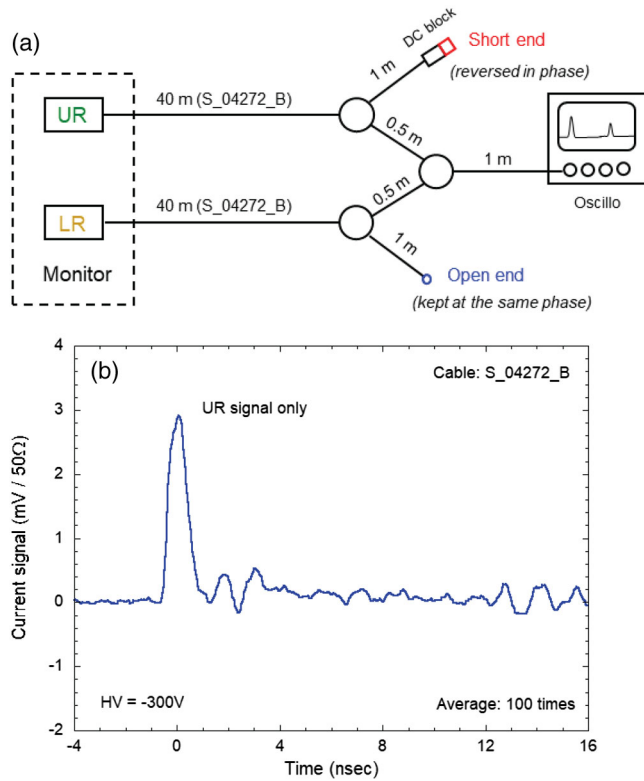 (a)
DC block
Short end
(reversed in phase)
1 m
40 m (S_04272_B)
UR
0.5 m
1 m
0.5 m
Oscillo
40 m (S_04272_B)
LR
1 m
Monitor
Open end
(kept at the same phase)
(b)
Cable: S_04272_B
UR signal only
HV = -300V
Average: 100 times
4
3
2
1
0
-1
-2
Current signal (mV / 50Ω)
-4 0 4 8 12 16
Time (nsec)